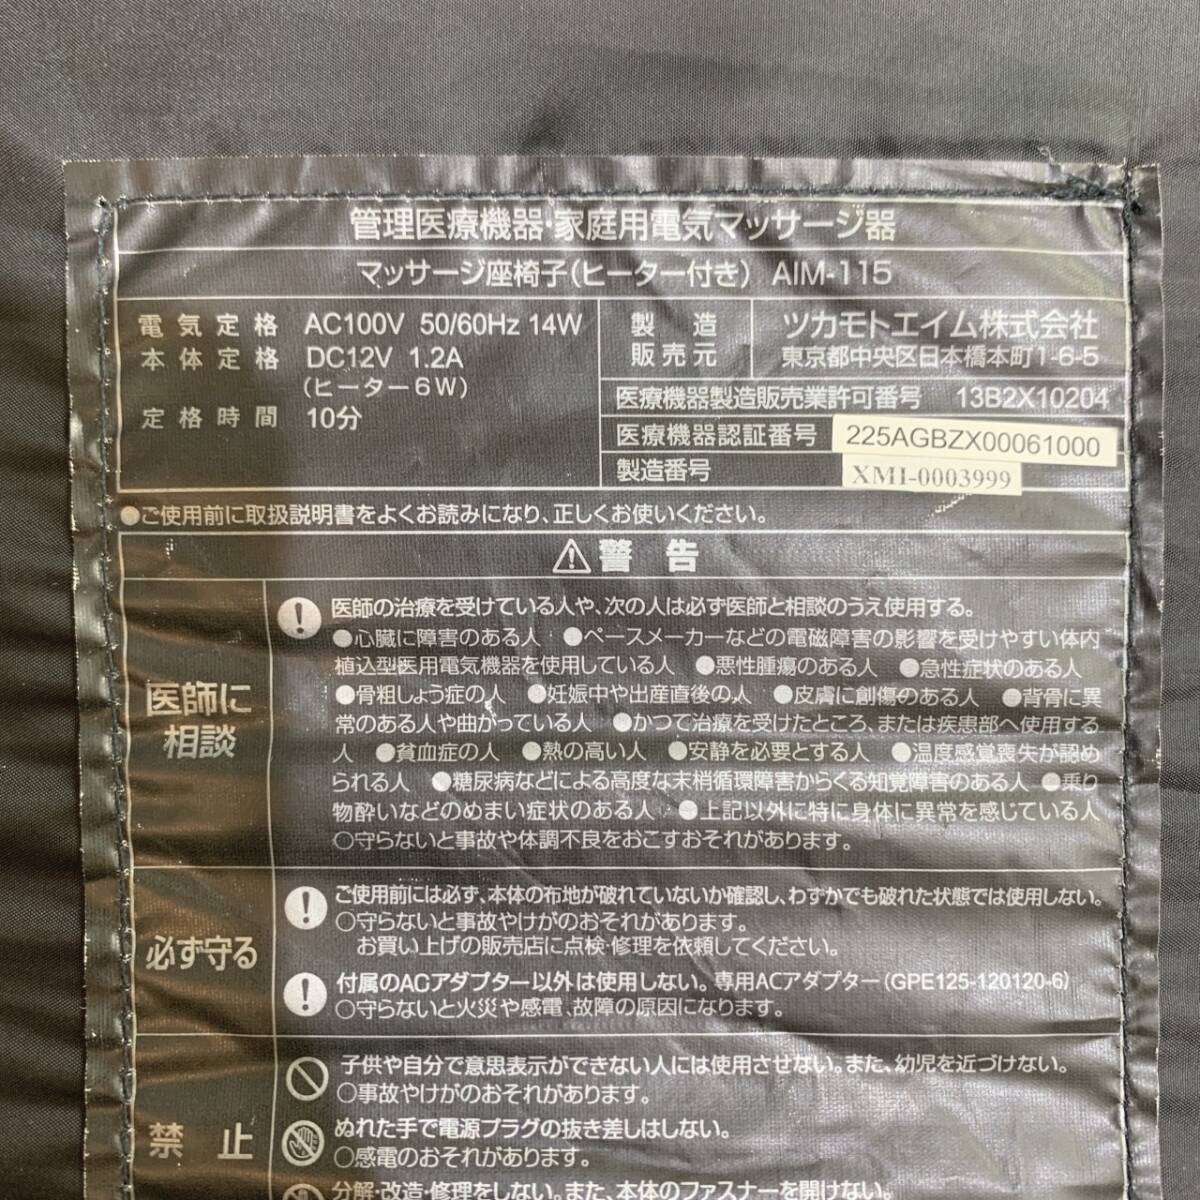 管理医療機器・家庭用電気マッサージ器
マッサージ座椅子(ヒーター付き) AIM-115
電気定格 AC100V 50/60Hz 14W
本体定格 DC12V 1.2A
(ヒーター6W)
定格時間 10分
製造
販売元
ツカモトエイム株式会社
東京都中央区日本橋本町1-6-5
医療機器製造販売業許可番号 13B2X10204
医療機器認証番号 225AGBZX00061000
製造番号 XM1-0003999
●ご使用前に取扱説明書をよくお読みになり、正しくお使いください。
警告
医師に
相談
医師の治療を受けている人や、次の人は必ず医師と相談のうえ使用する。
●心臓に障害のある人 ●ペースメーカーなどの電磁障害の影響を受けやすい体内
植込型医用電気機器を使用している人 ●悪性腫瘍のある人 ●急性症状のある人
●骨粗しょう症の人 ●妊娠中や出産直後の人 ●皮膚に創傷のある人 ●背骨に異
常のある人や曲がっている人 ●かつて治療を受けたところ、または疾患部へ使用する
人 ●貧血症の人 ●熱の高い人 ●安静を必要とする人 ●温度感覚喪失が認め
られる人 ●糖尿病などによる高度な末梢循環障害からくる知覚障害のある人 ●乗り
物酔いなどのめまい症状のある人 ●上記以外に特に身体に異常を感じている人
○守らないと事故や体調不良をおこすおそれがあります。
必ず守る
ご使用前には必ず、本体の布地が破れていないか確認し、わずかでも破れた状態では使用しない。
○守らないと事故やけがのおそれがあります。
お買い上げの販売店に点検・修理を依頼してください。
付属のACアダプター以外は使用しない。専用ACアダプター(GPE125-120120-6)
○守らないと火災や感電、故障の原因になります。
禁止
子供や自分で意思表示ができない人には使用させない。また、幼児を近づけない。
○事故やけがのおそれがあります。
ぬれた手で電源プラグの抜き差しはしない。
○感電のおそれがあります。
分解・改造・修理をしない。また、本体のファスナーを開けない。